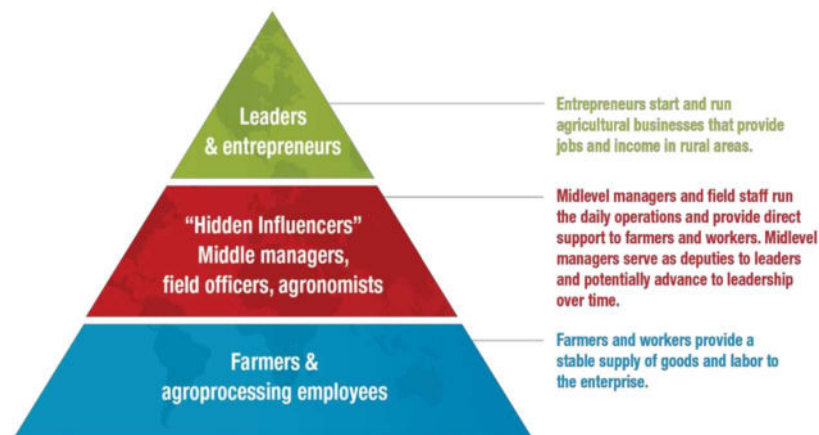 Leaders
& entrepreneurs
Entrepreneurs start and run
agricultural businesses that provide
jobs and income in rural areas.
“Hidden Influencers”
Middle managers,
field officers, agronomists
Midlevel managers and field staff run
the daily operations and provide direct
support to farmers and workers. Midlevel
managers serve as deputies to leaders
and potentially advance to leadership
over time.
Farmers &
agroprocessing employees
Farmers and workers provide a
stable supply of goods and labor to
the enterprise.